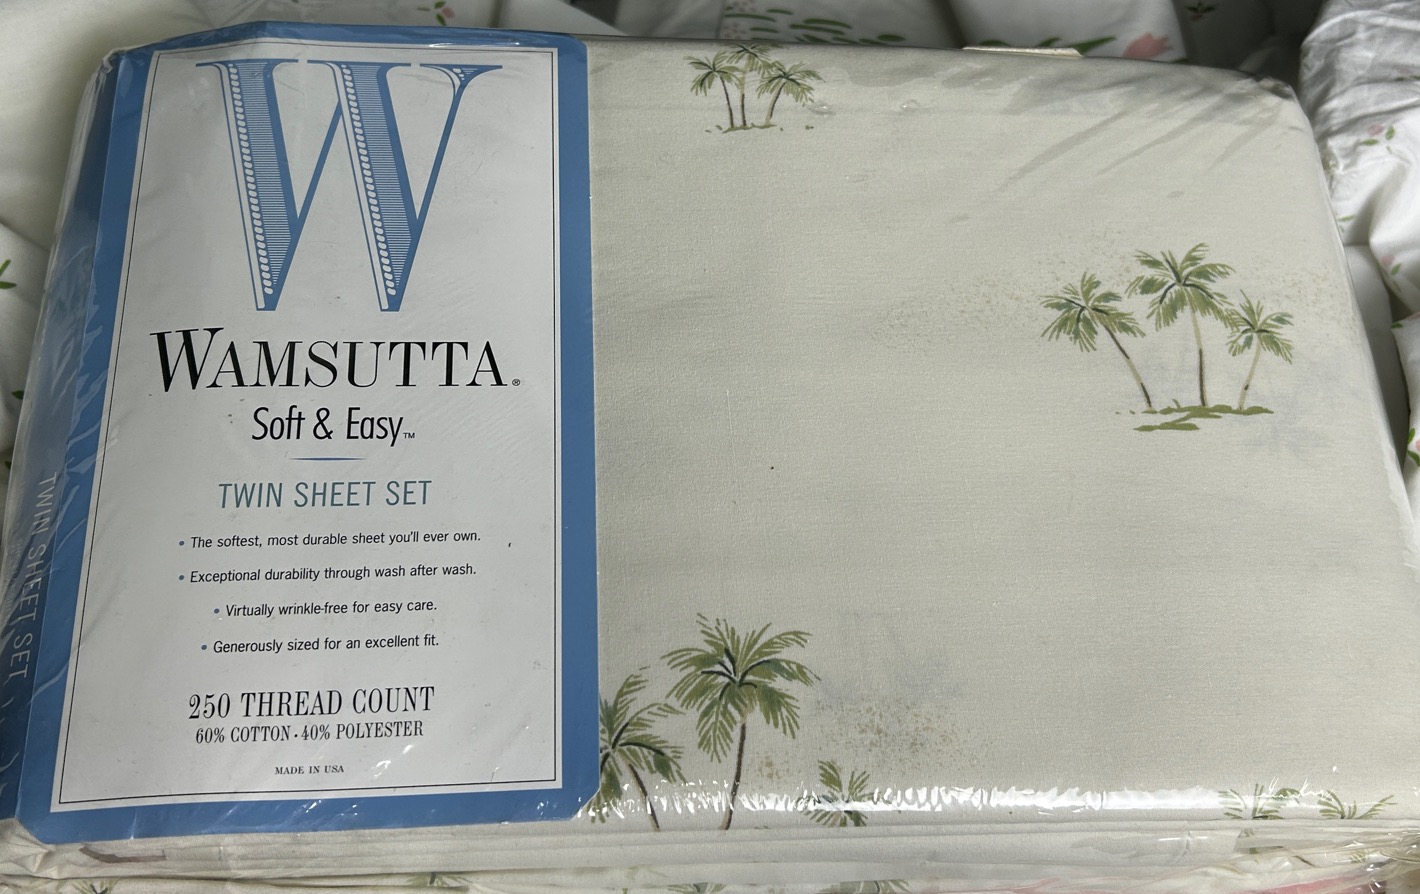 W
WAMSUTTA®
Soft & Easy™
TWIN SHEET SET
• The softest, most durable sheet you'll ever own.
• Exceptional durability through wash after wash.
• Virtually wrinkle-free for easy care.
• Generously sized for an excellent fit.
250 THREAD COUNT
60% COTTON • 40% POLYESTER
MADE IN USA
TWIN SHEET SET